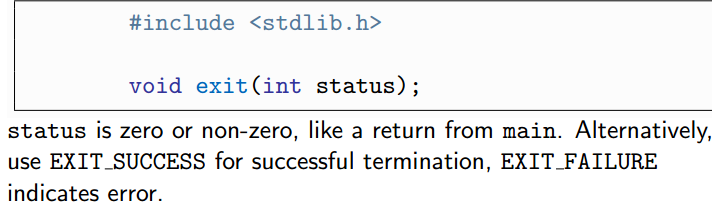 #include <stdlib.h>
void exit(int status);
status is zero or non-zero, like a return from main. Alternatively,
use EXIT_SUCCESS for successful termination, EXIT_FAILURE
indicates error.